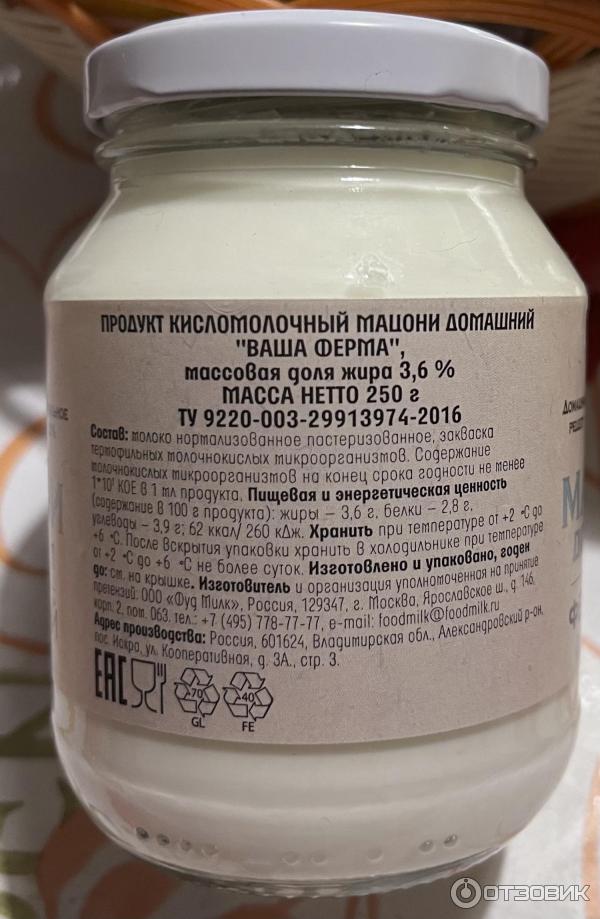 ПРОДУКТ КИСЛОМОЛОЧНЫЙ МАЦОНИ ДОМАШНИЙ
"ВАША ФЕРМА",
массовая доля жира 3,6 %
МАССА НЕТТО 250 г
ТУ 9220-003-29913974-2016
Состав: молоко нормализованное пастеризованное, закваска
термофильных молочнокислых микроорганизмов. Содержание
молочнокислых микроорганизмов на конец срока годности не менее
1*10⁷ КОЕ в 1 мл продукта. Пищевая и энергетическая ценность
(содержание в 100 г продукта): жиры – 3,6 г, белки – 2,8 г,
углеводы – 3,9 г; 62 ккал/ 260 кДж. Хранить при температуре от +2 °С до
+6 °С. После вскрытия упаковки хранить в холодильнике при температуре
от +2 °С до +6 °С не более суток. Изготовлено и упаковано, годен
до: см. на крышке. Изготовитель и организация уполномоченная на принятие
претензий: ООО «Фуд Милк», Россия, 129347, г. Москва, Ярославское ш., д. 146,
корп. 2, пом. 063. тел.: +7 (495) 778-77-77, e-mail: foodmilk@foodmilk.ru
Адрес производства: Россия, 601624, Владимирская обл., Александровский р-он,
пос. Искра, ул. Кооперативная, д. 3А., стр. 3.
EAC
70
GL
40
FE
ОТЗОВИК